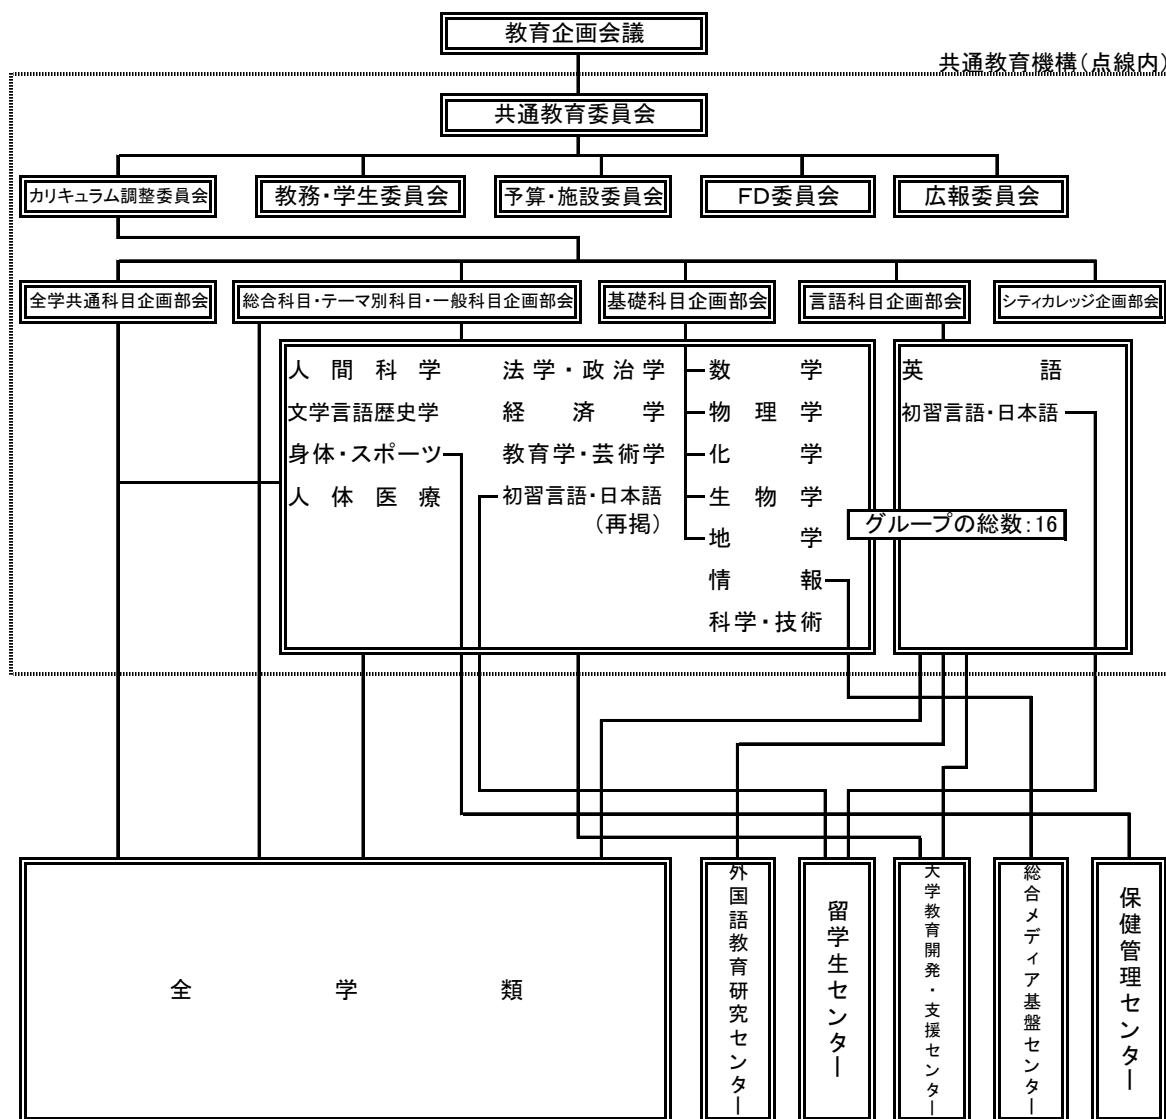 教育企画会議
共通教育機構(点線内)
共通教育委員会
カリキュラム調整委員会
教務・学生委員会
予算・施設委員会
FD委員会
広報委員会
全学共通科目企画部会
総合科目・テーマ別科目・一般科目企画部会
基礎科目企画部会
言語科目企画部会
シティカレッジ企画部会
人間科学
法学・政治学
数学
英語
文学言語歴史学
経済学
物理学
初習言語・日本語
身体・スポーツ
教育学・芸術学
化学
人体医療
初習言語・日本語
(再掲)
生物学
グループの総数:16
地学
情報
科学・技術
全学類
外国語教育研究センター
留学生センター
大学教育開発・支援センター
総合メディア基盤センター
保健管理センター